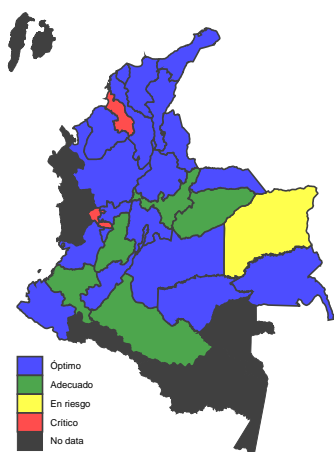 Óptimo
Adecuado
En riesgo
Crítico
No data